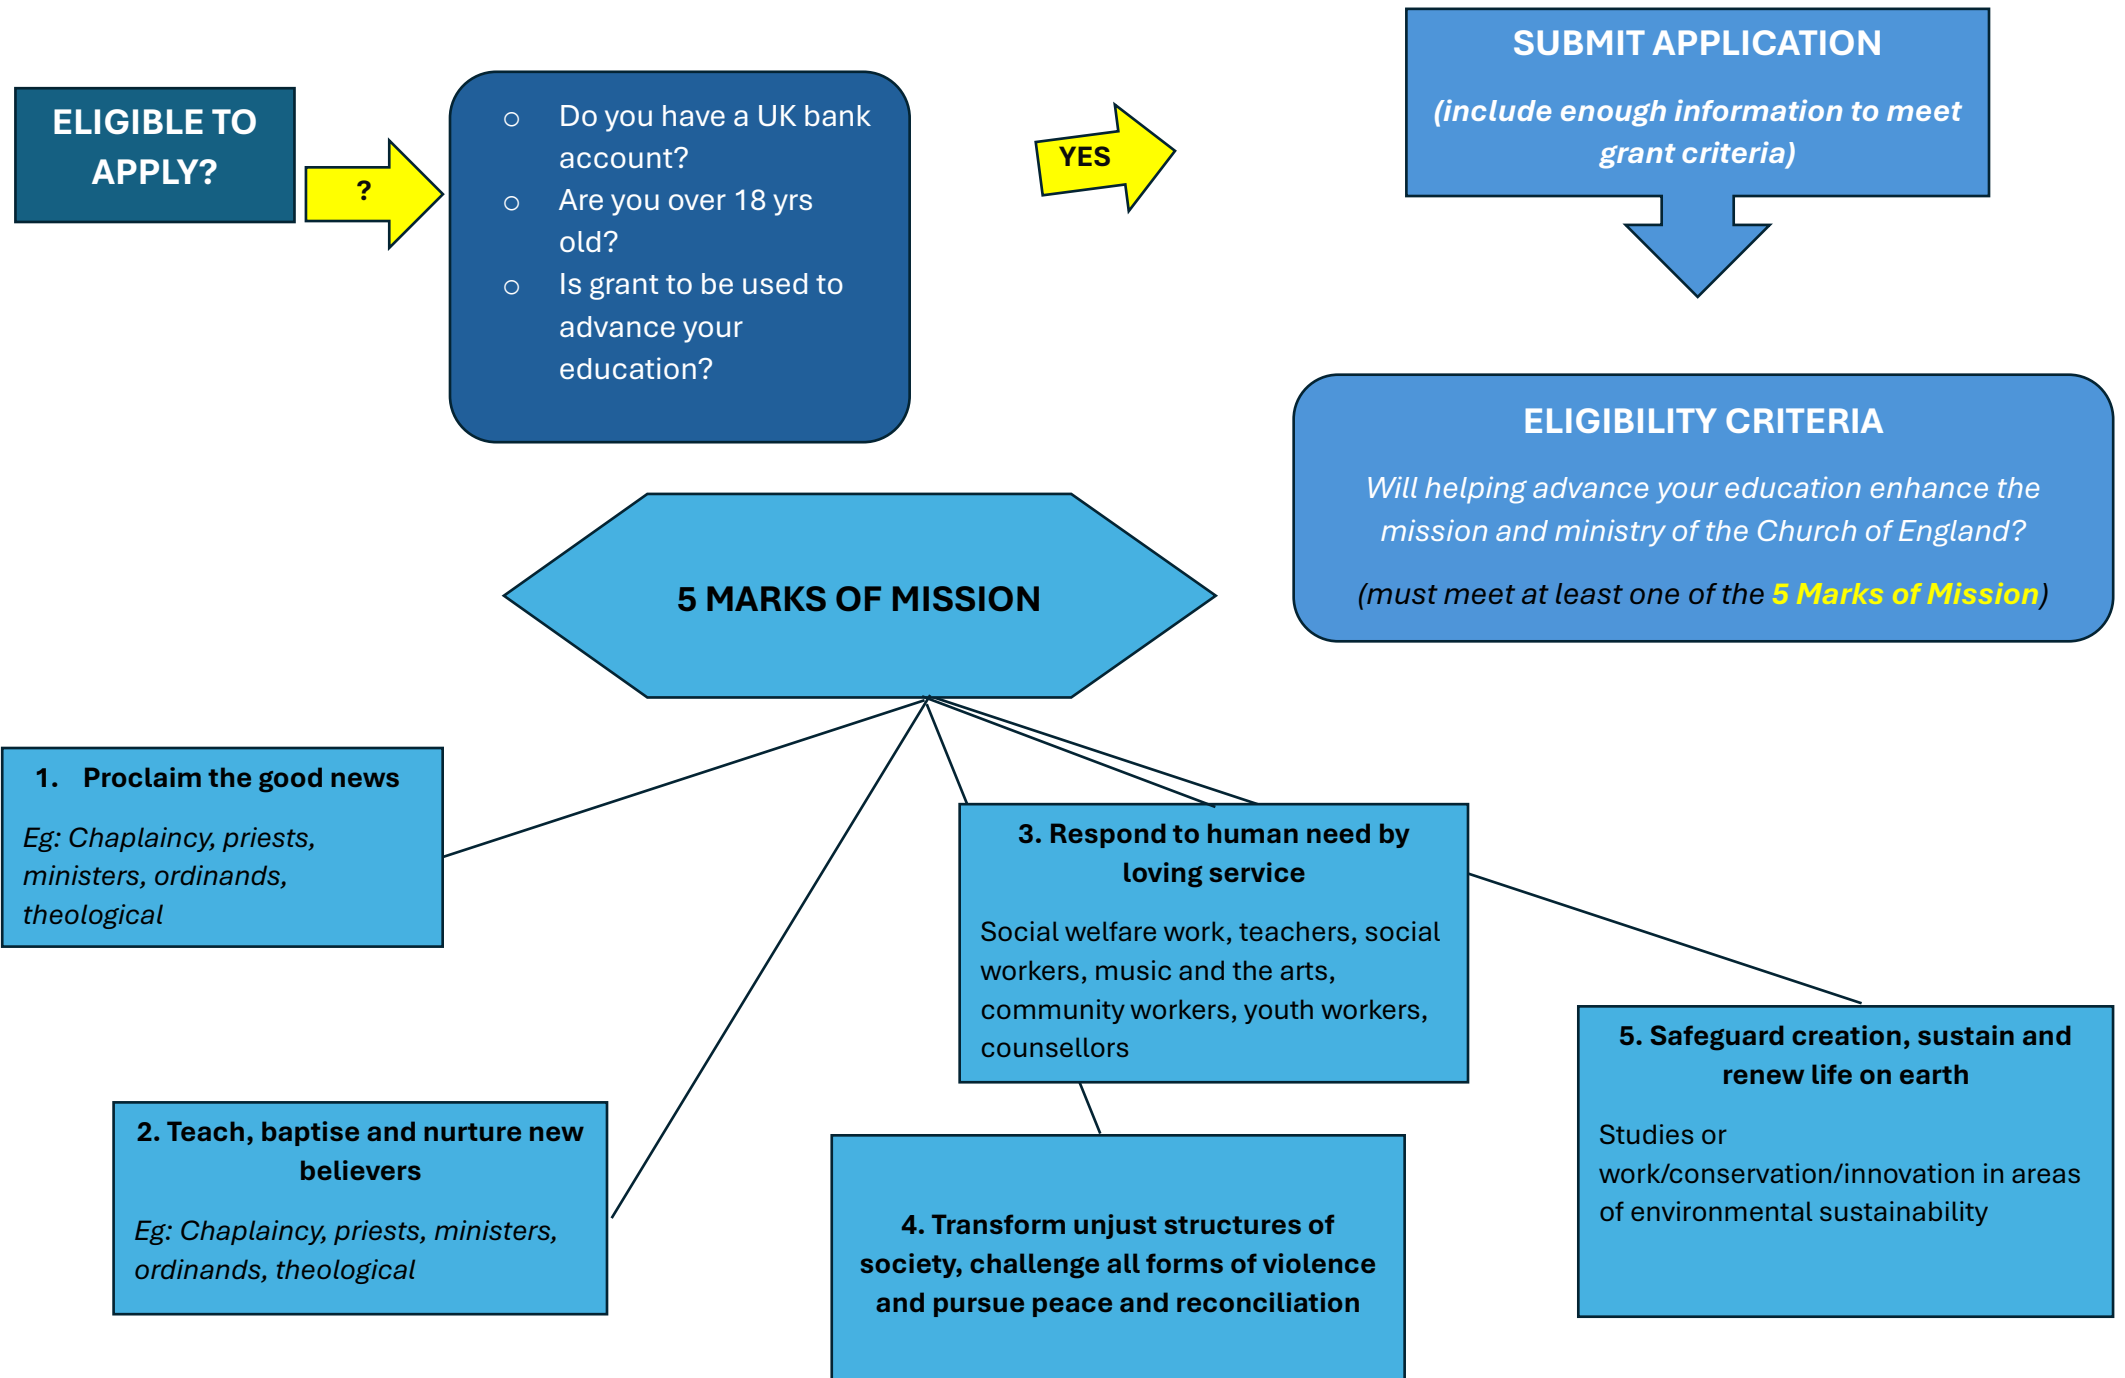 ELIGIBLE TO
APPLY?
?
o Do you have a UK bank
account?
o Are you over 18 yrs
old?
o Is grant to be used to
advance your
education?
YES
SUBMIT APPLICATION
(include enough information to meet
grant criteria)
ELIGIBILITY CRITERIA
Will helping advance your education enhance the
mission and ministry of the Church of England?
(must meet at least one of the 5 Marks of Mission)
5 MARKS OF MISSION
1. Proclaim the good news
Eg: Chaplaincy, priests,
ministers, ordinands,
theological
2. Teach, baptise and nurture new
believers
Eg: Chaplaincy, priests, ministers,
ordinands, theological
3. Respond to human need by
loving service
Social welfare work, teachers, social
workers, music and the arts,
community workers, youth workers,
counsellors
4. Transform unjust structures of
society, challenge all forms of violence
and pursue peace and reconciliation
5. Safeguard creation, sustain and
renew life on earth
Studies or
work/conservation/innovation in areas
of environmental sustainability